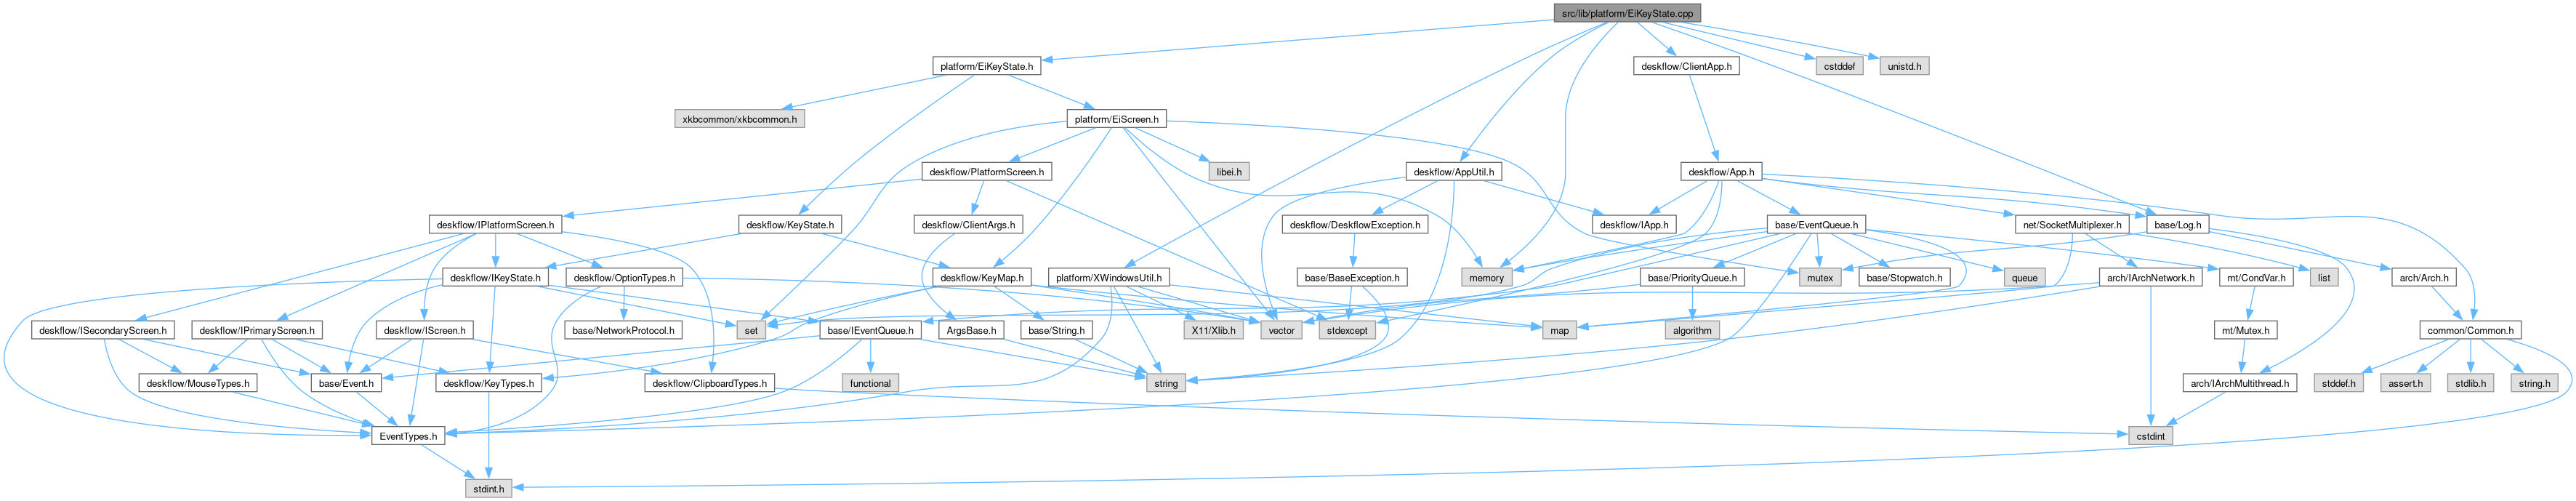 src/lib/platform/EiKeyState.cpp
platform/EiKeyState.h
deskflow/ClientApp.h
cstddef
unistd.h
xkbcommon/xkbcommon.h
platform/EiScreen.h
deskflow/PlatformScreen.h
libei.h
deskflow/AppUtil.h
deskflow/App.h
deskflow/IPlatformScreen.h
deskflow/KeyState.h
deskflow/ClientArgs.h
deskflow/DeskflowException.h
deskflow/IApp.h
base/EventQueue.h
net/SocketMultiplexer.h
base/Log.h
deskflow/IKeyState.h
deskflow/OptionTypes.h
deskflow/KeyMap.h
platform/XWindowsUtil.h
base/BaseException.h
memory
base/PriorityQueue.h
mutex
base/Stopwatch.h
queue
mt/CondVar.h
arch/IArchNetwork.h
list
arch/Arch.h
deskflow/ISecondaryScreen.h
deskflow/IPrimaryScreen.h
deskflow/IScreen.h
base/NetworkProtocol.h
set
base/IEventQueue.h
ArgsBase.h
base/String.h
X11/Xlib.h
vector
stdexcept
map
algorithm
mt/Mutex.h
common/Common.h
deskflow/MouseTypes.h
base/Event.h
deskflow/KeyTypes.h
deskflow/ClipboardTypes.h
functional
string
arch/IArchMultithread.h
stddef.h
assert.h
stdlib.h
string.h
EventTypes.h
cstdint
stdint.h